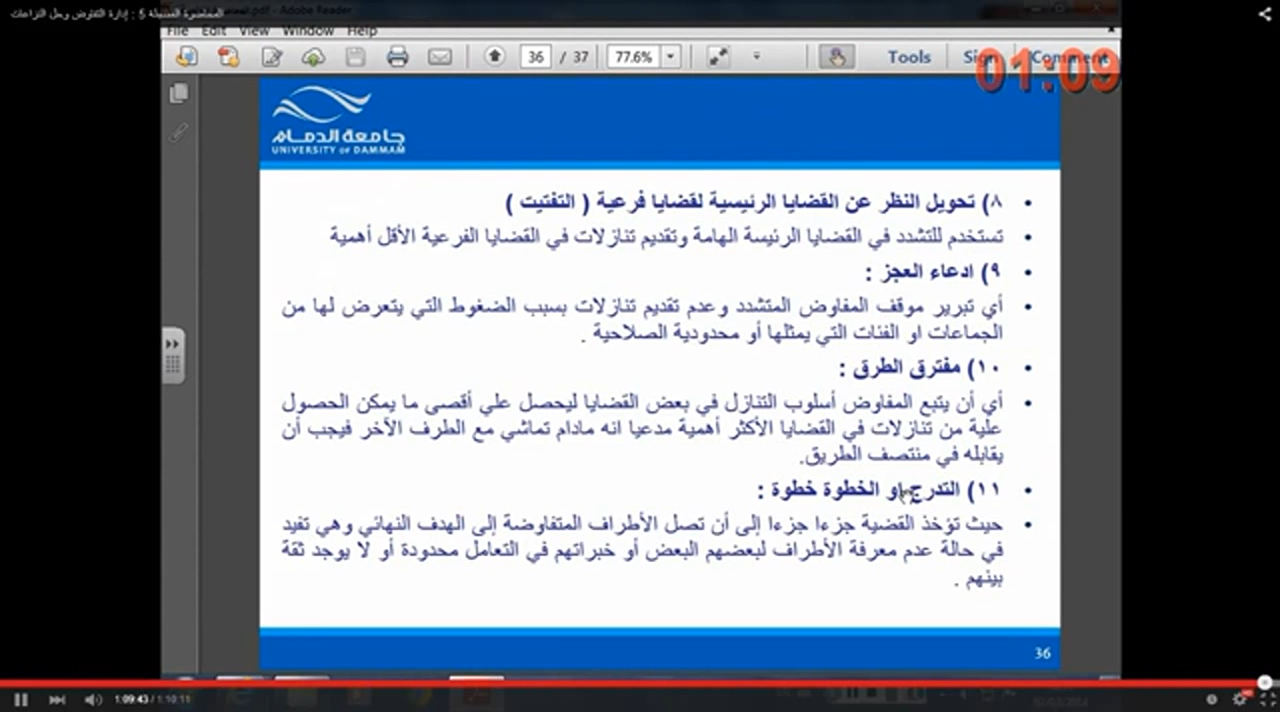 المحاضرة المسجلة 5 : إدارة التفاوض وحل النزاعات
.pdf - Adobe Reader
File Edit View Window Help
36 / 37 77.6% Tools Sign Comment
01:09
جامعة الدمام
UNIVERSITY OF DAMMAM
• ٨) تحويل النظر عن القضايا الرئيسية لقضايا فرعية ( التفتيت )
• تستخدم للتشدد في القضايا الرئيسة الهامة وتقديم تنازلات في القضايا الفرعية الأقل أهمية
• ٩) ادعاء العجز :
• أي تبرير موقف المفاوض المتشدد وعدم تقديم تنازلات بسبب الضغوط التي يتعرض لها من
الجماعات او الفئات التي يمثلها أو محدودية الصلاحية .
• ١٠) مفترق الطرق :
• أي أن يتبع المفاوض أسلوب التنازل في بعض القضايا ليحصل علي أقصى ما يمكن الحصول
علية من تنازلات في القضايا الأكثر أهمية مدعيا انه مادام تماشي مع الطرف الآخر فيجب أن
يقابله في منتصف الطريق.
• ١١) التدرج او الخطوة خطوة :
• حيث تؤخذ القضية جزءا جزءا إلى أن تصل الأطراف المتفاوضة إلى الهدف النهائي وهي تفيد
في حالة عدم معرفة الأطراف لبعضهم البعض أو خبراتهم في التعامل محدودة أو لا يوجد ثقة
بينهم .
36
1:09:43 / 1:10:11